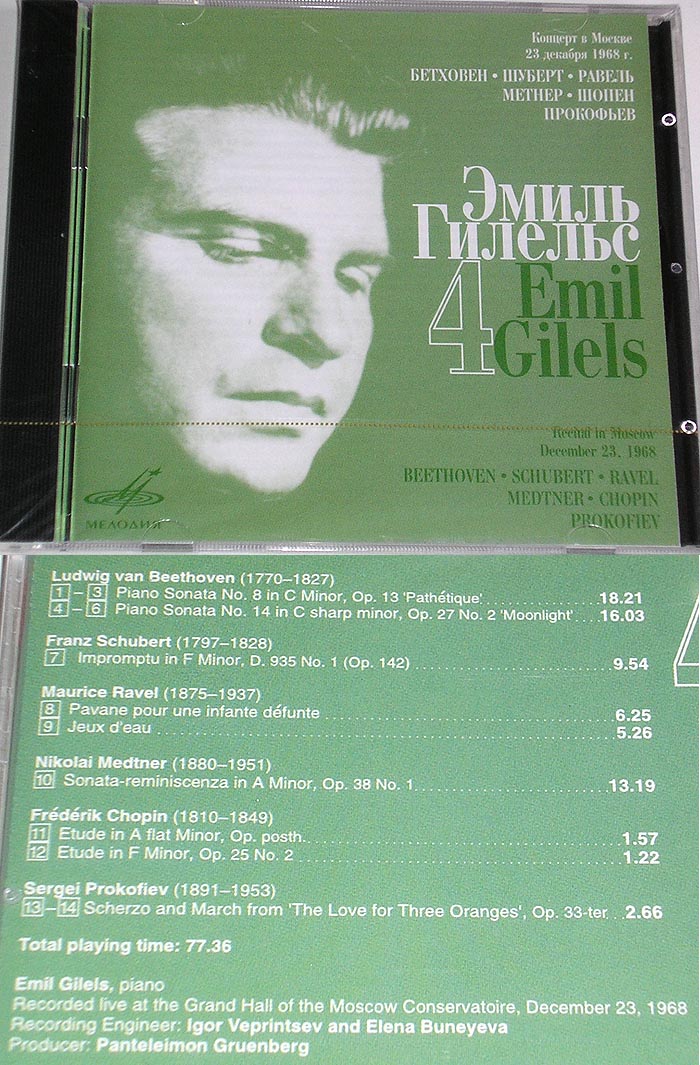 Концерт в Москве
23 декабря 1968 г.
БЕТХОВЕН • ШУБЕРТ • РАВЕЛЬ
МЕТНЕР • ШОПЕН
ПРОКОФЬЕВ
Эмиль
Гилельс
4 Emil
Gilels
Recital in Moscow
December 23, 1968
BEETHOVEN • SCHUBERT • RAVEL
MEDTNER • CHOPIN
PROKOFIEV
МЕЛОДИЯ
Ludwig van Beethoven (1770–1827)
1 – 3 Piano Sonata No. 8 in C Minor, Op. 13 'Pathétique' 18.21
4 – 6 Piano Sonata No. 14 in C sharp minor, Op. 27 No. 2 'Moonlight' 16.03
Franz Schubert (1797–1828)
7 Impromptu in F Minor, D. 935 No. 1 (Op. 142) 9.54
Maurice Ravel (1875–1937)
8 Pavane pour une infante défunte 6.25
9 Jeux d'eau 5.26
Nikolai Medtner (1880–1951)
10 Sonata-reminiscenza in A Minor, Op. 38 No. 1 13.19
Frédérik Chopin (1810–1849)
11 Etude in A flat Minor, Op. posth. 1.57
12 Etude in F Minor, Op. 25 No. 2 1.22
Sergei Prokofiev (1891–1953)
13 – 14 Scherzo and March from 'The Love for Three Oranges', Op. 33-ter 2.66
Total playing time: 77.36
Emil Gilels, piano
Recorded live at the Grand Hall of the Moscow Conservatoire, December 23, 1968
Recording Engineer: Igor Veprintsev and Elena Buneyeva
Producer: Panteleimon Gruenberg